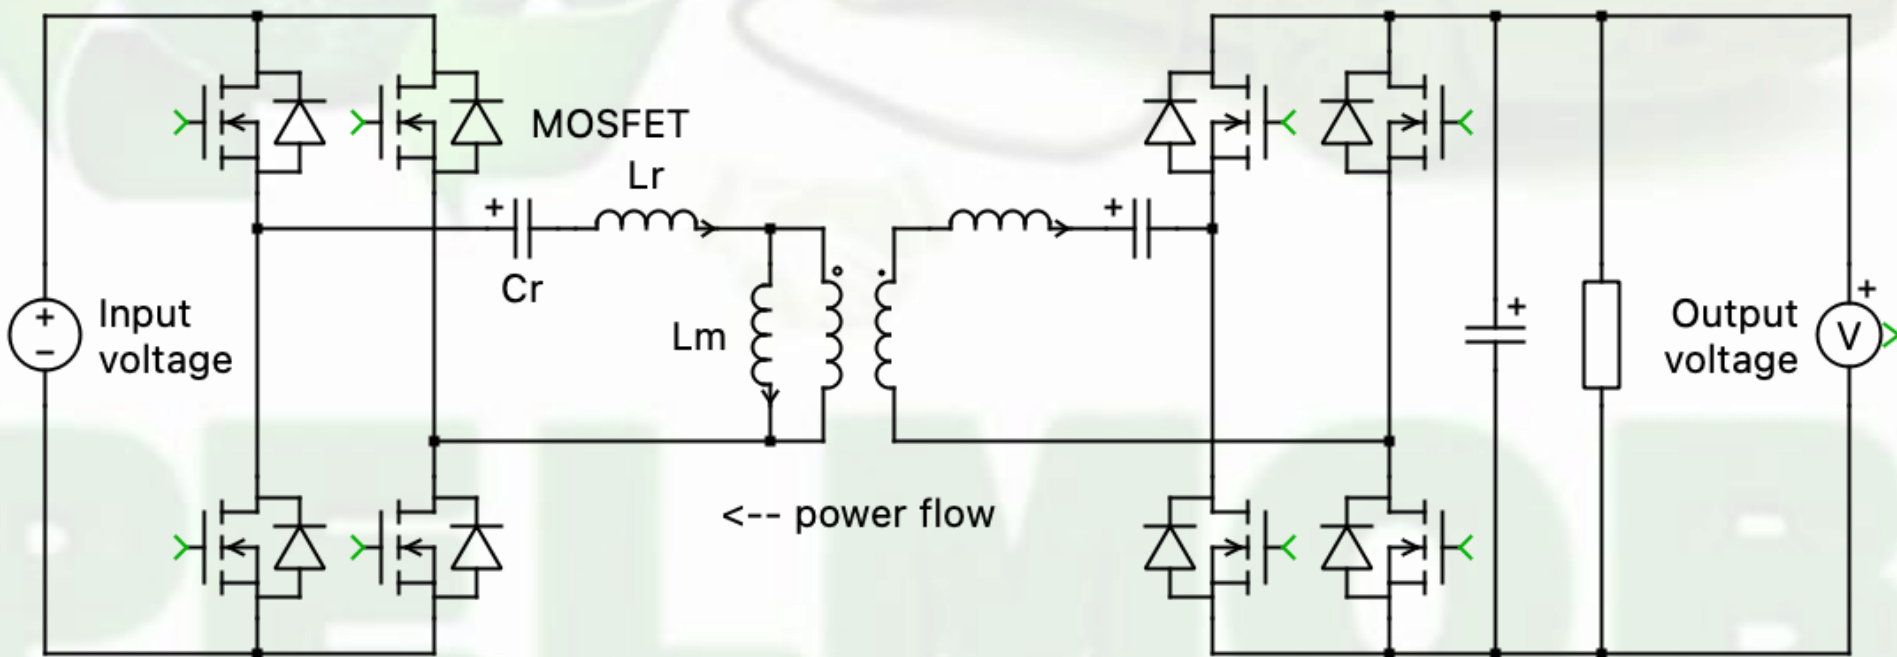 MOSFET
Lr
+
+
Cr
Input
voltage
+
−
Lm
+
Output
voltage
+
V
<-- power flow